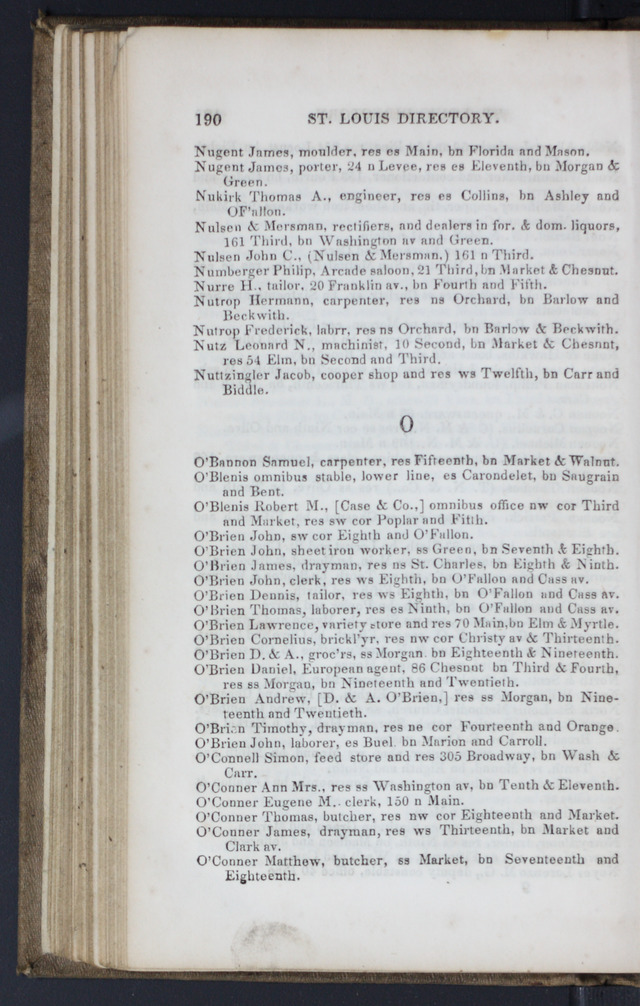 190 ST. LOUIS DIRECTORY.
Nugent James, moulder, res es Main, bn Florida and Mason.
Nugent James, porter, 24 n Levee, res es Eleventh, bn Morgan &
Green.
Nukirk Thomas A., engineer, res es Collins, bn Ashley and
OF'allon.
Nulsen & Mersman, rectifiers, and dealers in for. & dom. liquors,
161 Third, bn Washington av and Green.
Nulsen John C., (Nulsen & Mersman,) 161 n Third.
Numberger Philip, Arcade saloon, 21 Third, bn Market & Chesnut.
Nurre H., tailor, 20 Franklin av., bn Fourth and Fifth.
Nutrop Hermann, carpenter, res ns Orchard, bn Barlow and
Beckwith.
Nutrop Frederick, labrr, res ns Orchard, bn Barlow & Beckwith.
Nutz Leonard N., machinist, 10 Second, bn Market & Chesnut,
res 54 Elm, bn Second and Third.
Nuttzingler Jacob, cooper shop and res ws Twelfth, bn Carr and
Biddle.
O
O'Bannon Samuel, carpenter, res Fifteenth, bn Market & Walnut.
O'Blenis omnibus stable, lower line, es Carondelet, bn Saugrain
and Bent.
O'Blenis Robert M., [Case & Co.,] omnibus office nw cor Third
and Market, res sw cor Poplar and Fifth.
O'Brien John, sw cor Eighth and O'Fallon.
O'Brien John, sheet iron worker, ss Green, bn Seventh & Eighth.
O'Brien James, drayman, res ns St. Charles, bn Eighth & Ninth.
O'Brien John, clerk, res ws Eighth, bn O'Fallon and Cass av.
O'Brien Dennis, tailor, res ws Eighth, bn O'Fallon and Cass av.
O'Brien Thomas, laborer, res es Ninth, bn O'Fallon and Cass av.
O'Brien Lawrence, variety store and res 70 Main, bn Elm & Myrtle.
O'Brien Cornelius, brickl'yr, res nw cor Christy av & Thirteenth.
O'Brien D. & A., groc'rs, ss Morgan. bn Eighteenth & Nineteenth.
O'Brien Daniel, European agent, 86 Chesnut bn Third & Fourth,
res ss Morgan, bn Nineteenth and Twentieth.
O'Brien Andrew, [D. & A. O'Brien,] res ss Morgan, bn Nine-
teenth and Twentieth.
O'Brien Timothy, drayman, res ne cor Fourteenth and Orange.
O'Brien John, laborer, es Buel. bn Marion and Carroll.
O'Connell Simon, feed store and res 305 Broadway, bn Wash &
Carr.
O'Conner Ann Mrs., res ss Washington av, bn Tenth & Eleventh.
O'Conner Eugene M.. clerk, 150 n Main.
O'Conner Thomas, butcher, res nw cor Eighteenth and Market.
O'Conner James, drayman, res ws Thirteenth, bn Market and
Clark av.
O'Conner Matthew, butcher, ss Market, bn Seventeenth and
Eighteenth.